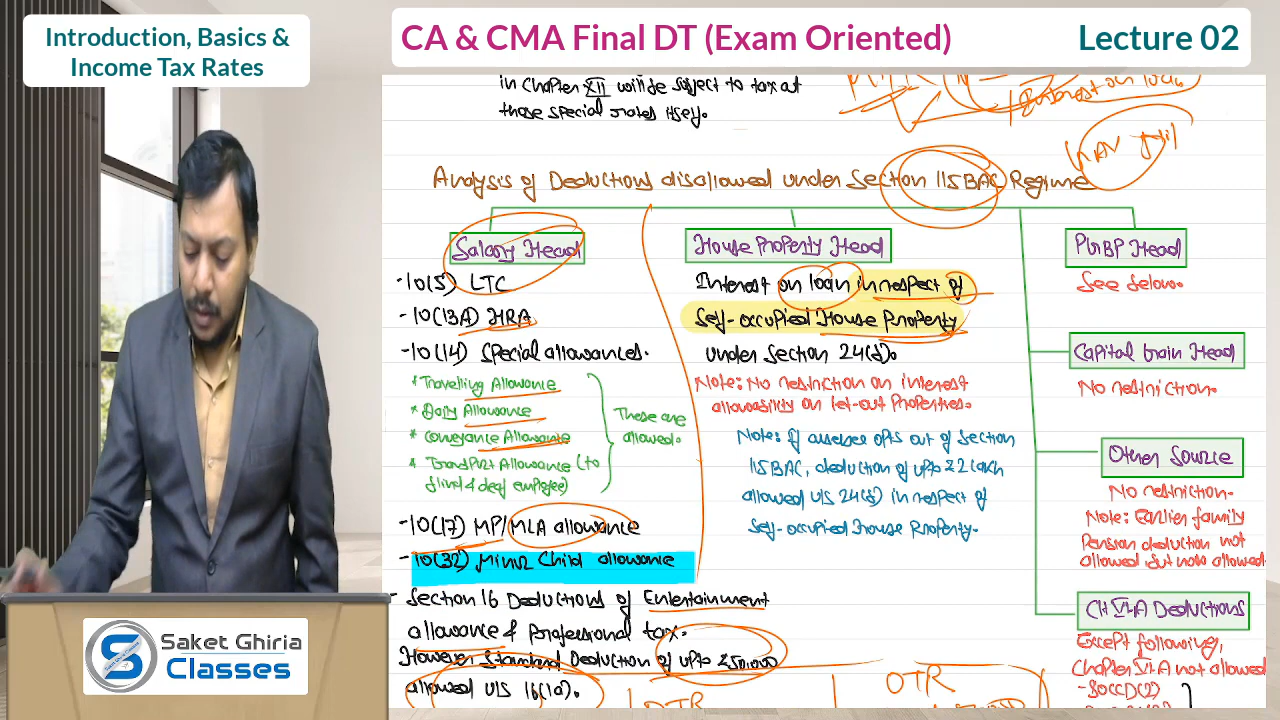 Introduction, Basics &
Income Tax Rates
CA & CMA Final DT (Exam Oriented)
Lecture 02
in Chapter XII will be subject to tax at
those special rates itself.
Interest on loan
NAV Nil
Analysis of Deductions disallowed under Section 115BAC Regime
Salary Head
-10(5) LTC
-10(13A) HRA
-10(14) Special allowances.
* Travelling Allowance
* Daily Allowance
* Conveyance Allowance
* Transport Allowance (to
blind & deaf employee)
These are
allowed.
-10(17) MP/MLA allowance
-10(32) Minor Child allowance
- Section 16 Deductions of Entertainment
allowance & Professional tax.
However Standard Deduction of upto ₹50,000
allowed u/s 16(ia).
House Property Head
Interest on loan in respect of
Self-occupied House Property
under Section 24(b).
Note: No restriction on interest
allowability on let-out Properties.
Note: If assessee opts out of Section
115BAC, deduction of upto ₹2 lakh
allowed u/s 24(b) in respect of
Self-occupied House Property.
PGBP Head
See below.
Capital Gain Head
No restriction.
Other Source
No restriction.
Note: Earlier family
Pension deduction not
allowed but now allowed
CH VI-A Deductions
Except following,
Chapter VI-A not allowed
-80CCD(2)
OTR
Saket Ghiria
Classes